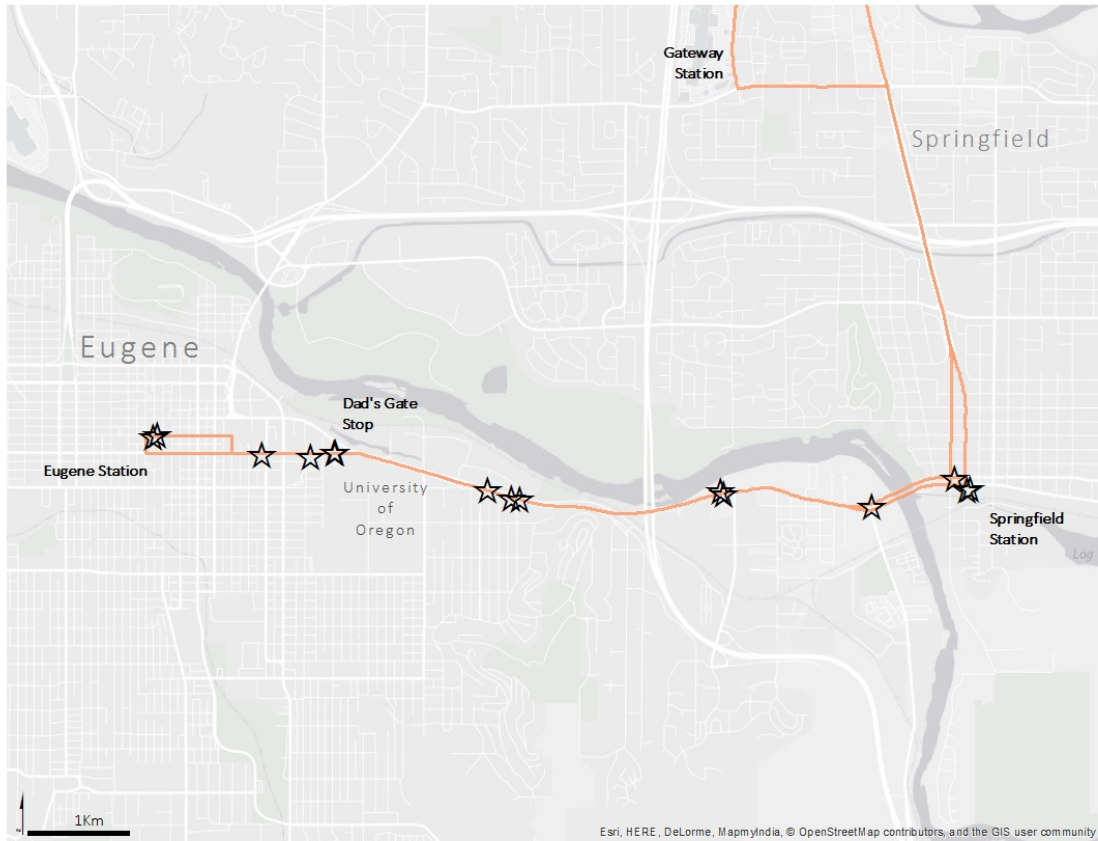 Gateway
Station
Springfield
Eugene
Dad's Gate
Stop
Eugene Station
University
of
Oregon
Springfield
Station
Log
N
1Km
Esri, HERE, DeLorme, MapmyIndia, © OpenStreetMap contributors, and the GIS user community